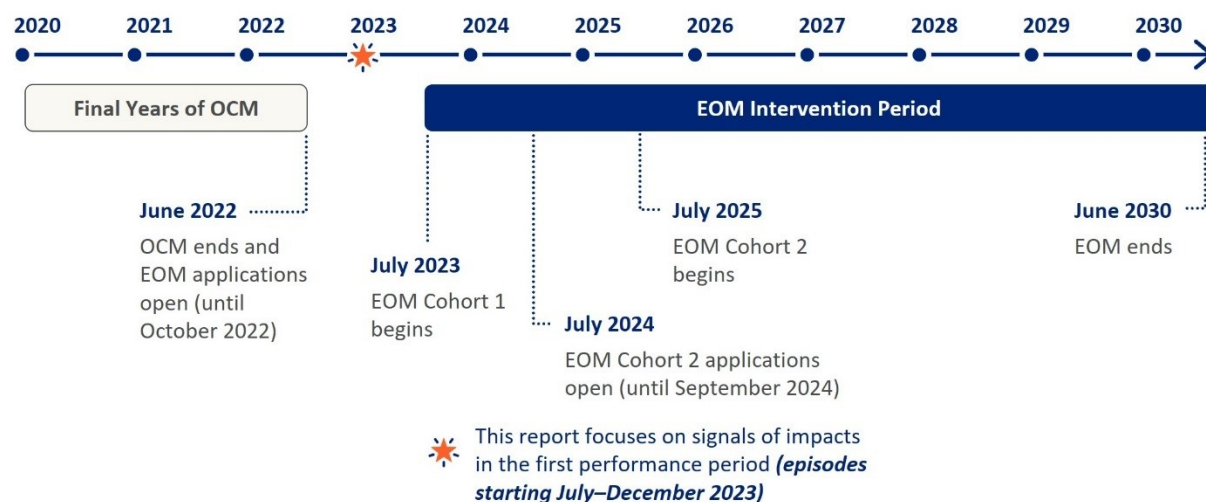 2020 2021 2022 2023 2024 2025 2026 2027 2028 2029 2030
Final Years of OCM
EOM Intervention Period
June 2022
OCM ends and
EOM applications
open (until
October 2022)
July 2023
EOM Cohort 1
begins
July 2024
EOM Cohort 2 applications
open (until September 2024)
July 2025
EOM Cohort 2
begins
June 2030
EOM ends
This report focuses on signals of impacts
in the first performance period (episodes
starting July–December 2023)